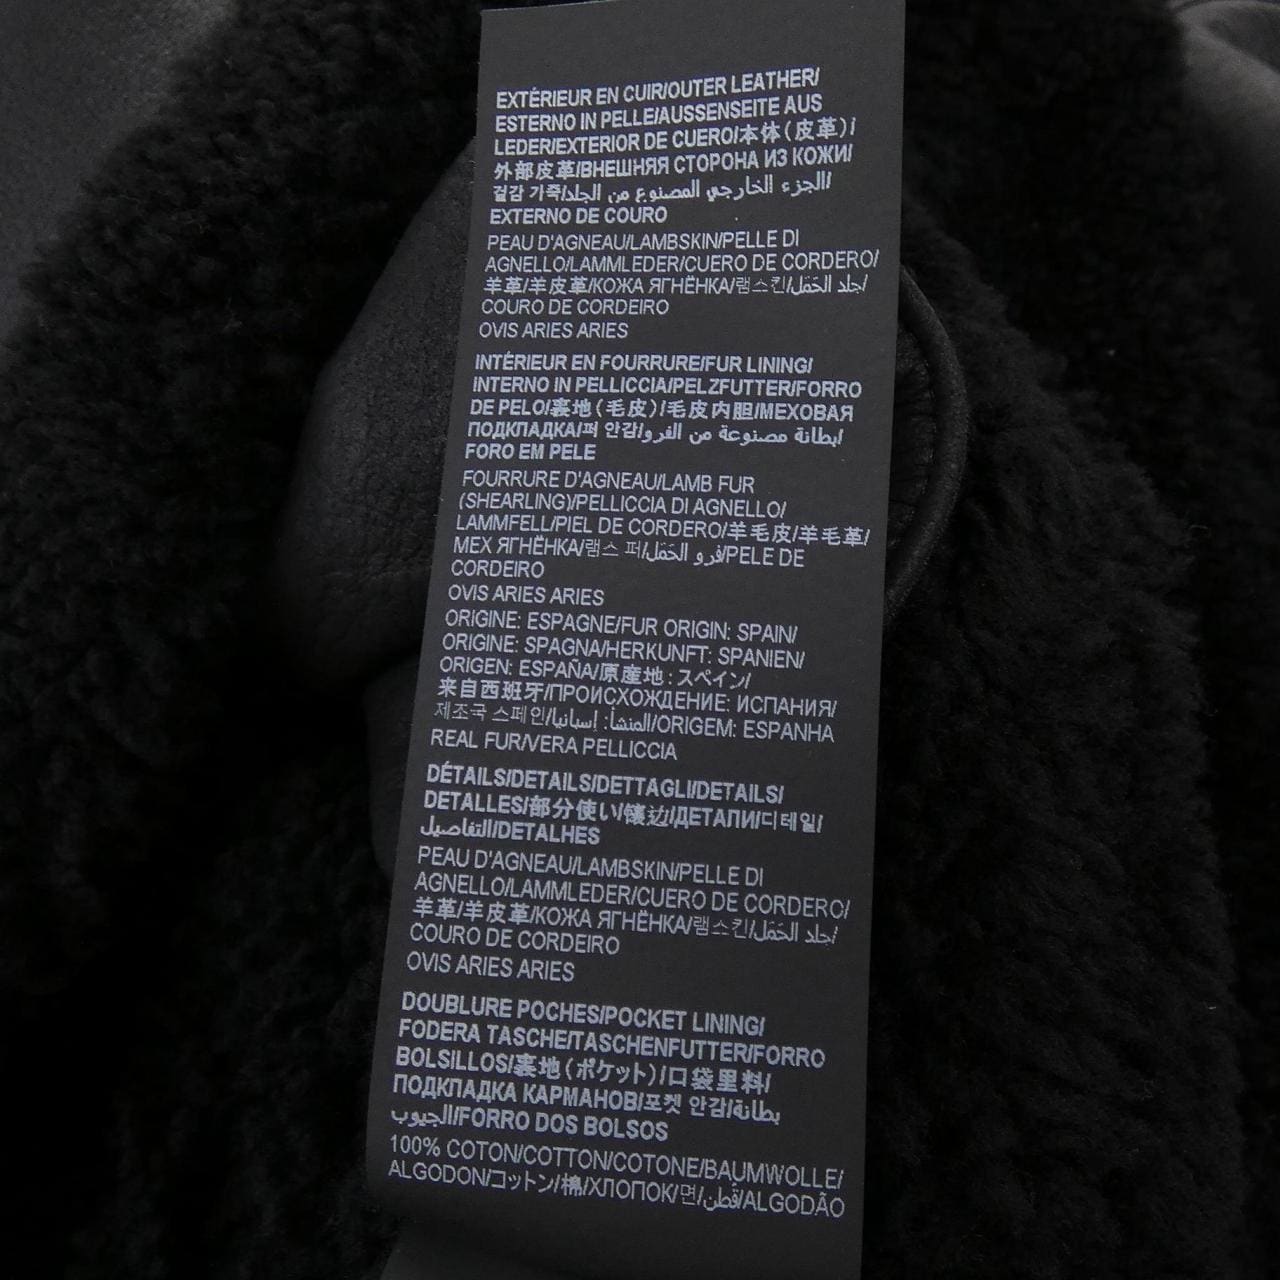 EXTÉRIEUR EN CUIR/OUTER LEATHER/
ESTERNO IN PELLE/AUSSENSEITE AUS
LEDER/EXTERIOR DE CUERO/本体(皮革)/
外部皮革/ВНЕШНЯЯ СТОРОНА ИЗ КОЖИ/
겉감 가죽/الجزء الخارجي المصنوع من الجلد/
EXTERNO DE COURO
PEAU D'AGNEAU/LAMBSKIN/PELLE DI
AGNELLO/LAMMLEDER/CUERO DE CORDERO/
羊革/羊皮革/КОЖА ЯГНЁНКА/램스킨/جلد الحَمَل/
COURO DE CORDEIRO
OVIS ARIES ARIES
INTÉRIEUR EN FOURRURE/FUR LINING/
INTERNO IN PELLICCIA/PELZFUTTER/FORRO
DE PELO/裏地(毛皮)/毛皮内胆/МЕХОВАЯ
ПОДКЛАДКА/퍼 안감/بطانة مصنوعة من الفرو/
FORO EM PELE
FOURRURE D'AGNEAU/LAMB FUR
(SHEARLING)/PELLICCIA DI AGNELLO/
LAMMFELL/PIEL DE CORDERO/羊毛皮/羊毛革/
МЕХ ЯГНЁНКА/램스 퍼/فرو الحَمَل/PELE DE
CORDEIRO
OVIS ARIES ARIES
ORIGINE: ESPAGNE/FUR ORIGIN: SPAIN/
ORIGINE: SPAGNA/HERKUNFT: SPANIEN/
ORIGEN: ESPAÑA/原産地:スペイン/
来自西班牙/ПРОИСХОЖДЕНИЕ: ИСПАНИЯ/
제조국 스페인/المنشأ: إسبانيا/ORIGEM: ESPANHA
REAL FUR/VERA PELLICCIA
DÉTAILS/DETAILS/DETTAGLI/DETAILS/
DETALLES/部分使い/镶边/ДЕТАЛИ/디테일/
التفاصيل/DETALHES
PEAU D'AGNEAU/LAMBSKIN/PELLE DI
AGNELLO/LAMMLEDER/CUERO DE CORDERO/
羊革/羊皮革/КОЖА ЯГНЁНКА/램스킨/جلد الحَمَل/
COURO DE CORDEIRO
OVIS ARIES ARIES
DOUBLURE POCHES/POCKET LINING/
FODERA TASCHE/TASCHENFUTTER/FORRO
BOLSILLOS/裏地(ポケット)/口袋里料/
ПОДКЛАДКА КАРМАНОВ/포켓 안감/بطانة
الجيوب/FORRO DOS BOLSOS
100% COTON/COTTON/COTONE/BAUMWOLLE/
ALGODON/コットン/棉/ХЛОПОК/면/قطن/ALGODÃO